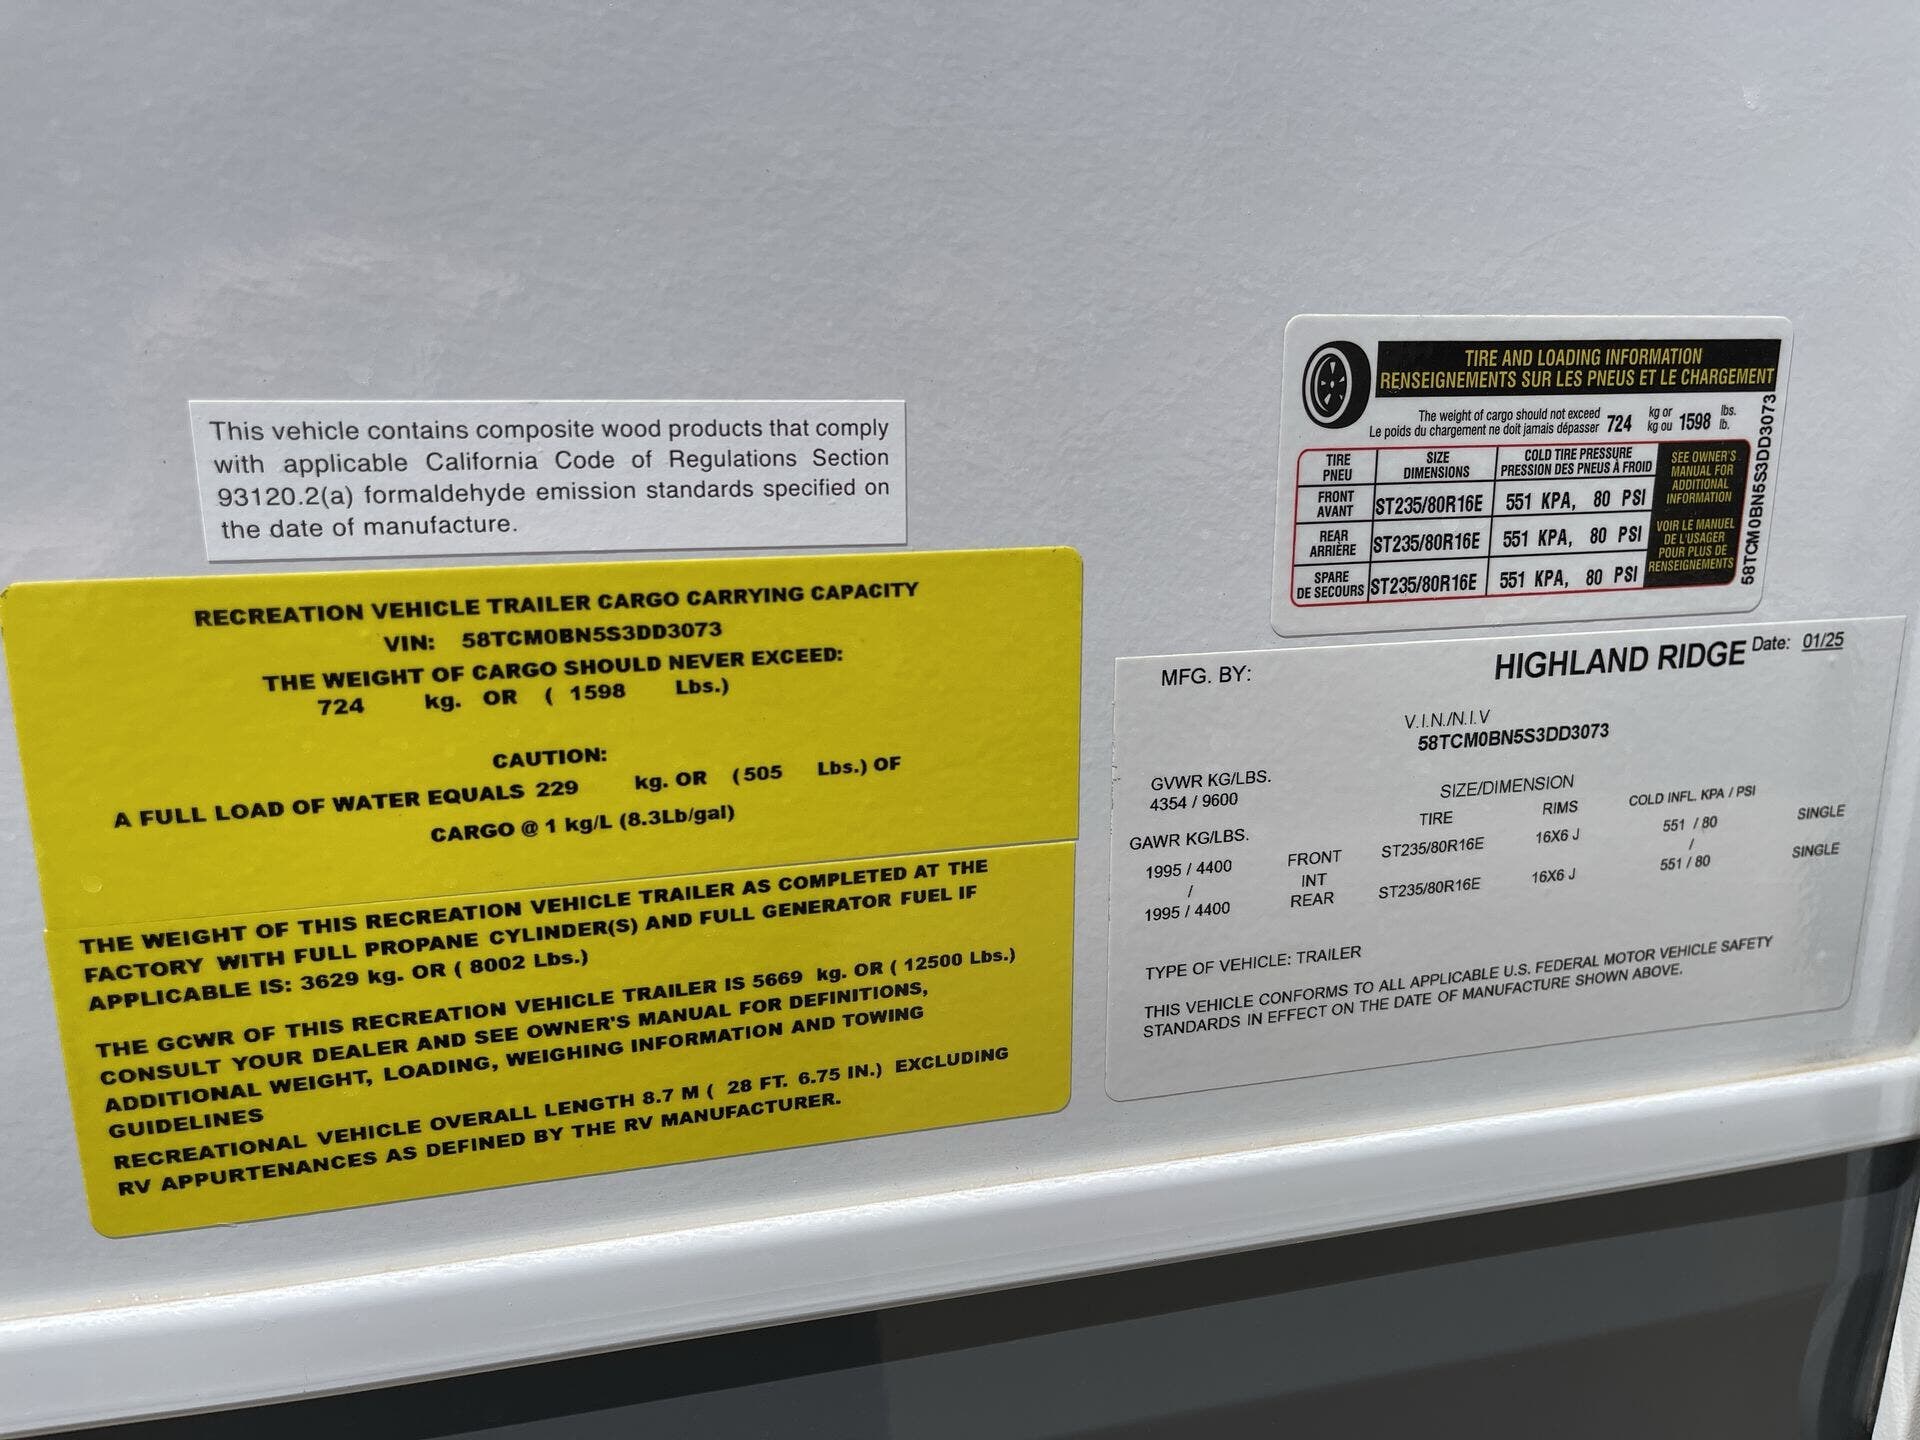 This vehicle contains composite wood products that comply
with applicable California Code of Regulations Section
93120.2(a) formaldehyde emission standards specified on
the date of manufacture.
RECREATION VEHICLE TRAILER CARGO CARRYING CAPACITY
VIN: 58TCM0BN5S3DD3073
THE WEIGHT OF CARGO SHOULD NEVER EXCEED:
724 kg. OR ( 1598 Lbs.)
CAUTION:
A FULL LOAD OF WATER EQUALS 229 kg. OR (505 Lbs.) OF
CARGO @ 1 kg/L (8.3Lb/gal)
THE WEIGHT OF THIS RECREATION VEHICLE TRAILER AS COMPLETED AT THE
FACTORY WITH FULL PROPANE CYLINDER(S) AND FULL GENERATOR FUEL IF
APPLICABLE IS: 3629 kg. OR ( 8002 Lbs.)
THE GCWR OF THIS RECREATION VEHICLE TRAILER IS 5669 kg. OR ( 12500 Lbs.)
CONSULT YOUR DEALER AND SEE OWNER'S MANUAL FOR DEFINITIONS,
ADDITIONAL WEIGHT, LOADING, WEIGHING INFORMATION AND TOWING
GUIDELINES
RECREATIONAL VEHICLE OVERALL LENGTH 8.7 M ( 28 FT. 6.75 IN.) EXCLUDING
RV APPURTENANCES AS DEFINED BY THE RV MANUFACTURER.
TIRE AND LOADING INFORMATION
RENSEIGNEMENTS SUR LES PNEUS ET LE CHARGEMENT
The weight of cargo should not exceed 724 kg or 1598 lbs.
Le poids du chargement ne doit jamais dépasser kg ou lb.
TIRE SIZE COLD TIRE PRESSURE
PNEU DIMENSIONS PRESSION DES PNEUS À FROID
FRONT
AVANT ST235/80R16E 551 KPA, 80 PSI
REAR
ARRIÈRE ST235/80R16E 551 KPA, 80 PSI
SPARE
DE SECOURS ST235/80R16E 551 KPA, 80 PSI
SEE OWNER'S
MANUAL FOR
ADDITIONAL
INFORMATION
VOIR LE MANUEL
DE L'USAGER
POUR PLUS DE
RENSEIGNEMENTS
58TCM0BN5S3DD3073
MFG. BY: HIGHLAND RIDGE Date: 01/25
V.I.N./N.I.V
58TCM0BN5S3DD3073
GVWR KG/LBS. SIZE/DIMENSION
4354 / 9600 TIRE RIMS COLD INFL. KPA / PSI
GAWR KG/LBS.
1995 / 4400 FRONT ST235/80R16E 16X6 J 551 / 80 SINGLE
/ INT /
1995 / 4400 REAR ST235/80R16E 16X6 J 551 / 80 SINGLE
TYPE OF VEHICLE: TRAILER
THIS VEHICLE CONFORMS TO ALL APPLICABLE U.S. FEDERAL MOTOR VEHICLE SAFETY
STANDARDS IN EFFECT ON THE DATE OF MANUFACTURE SHOWN ABOVE.